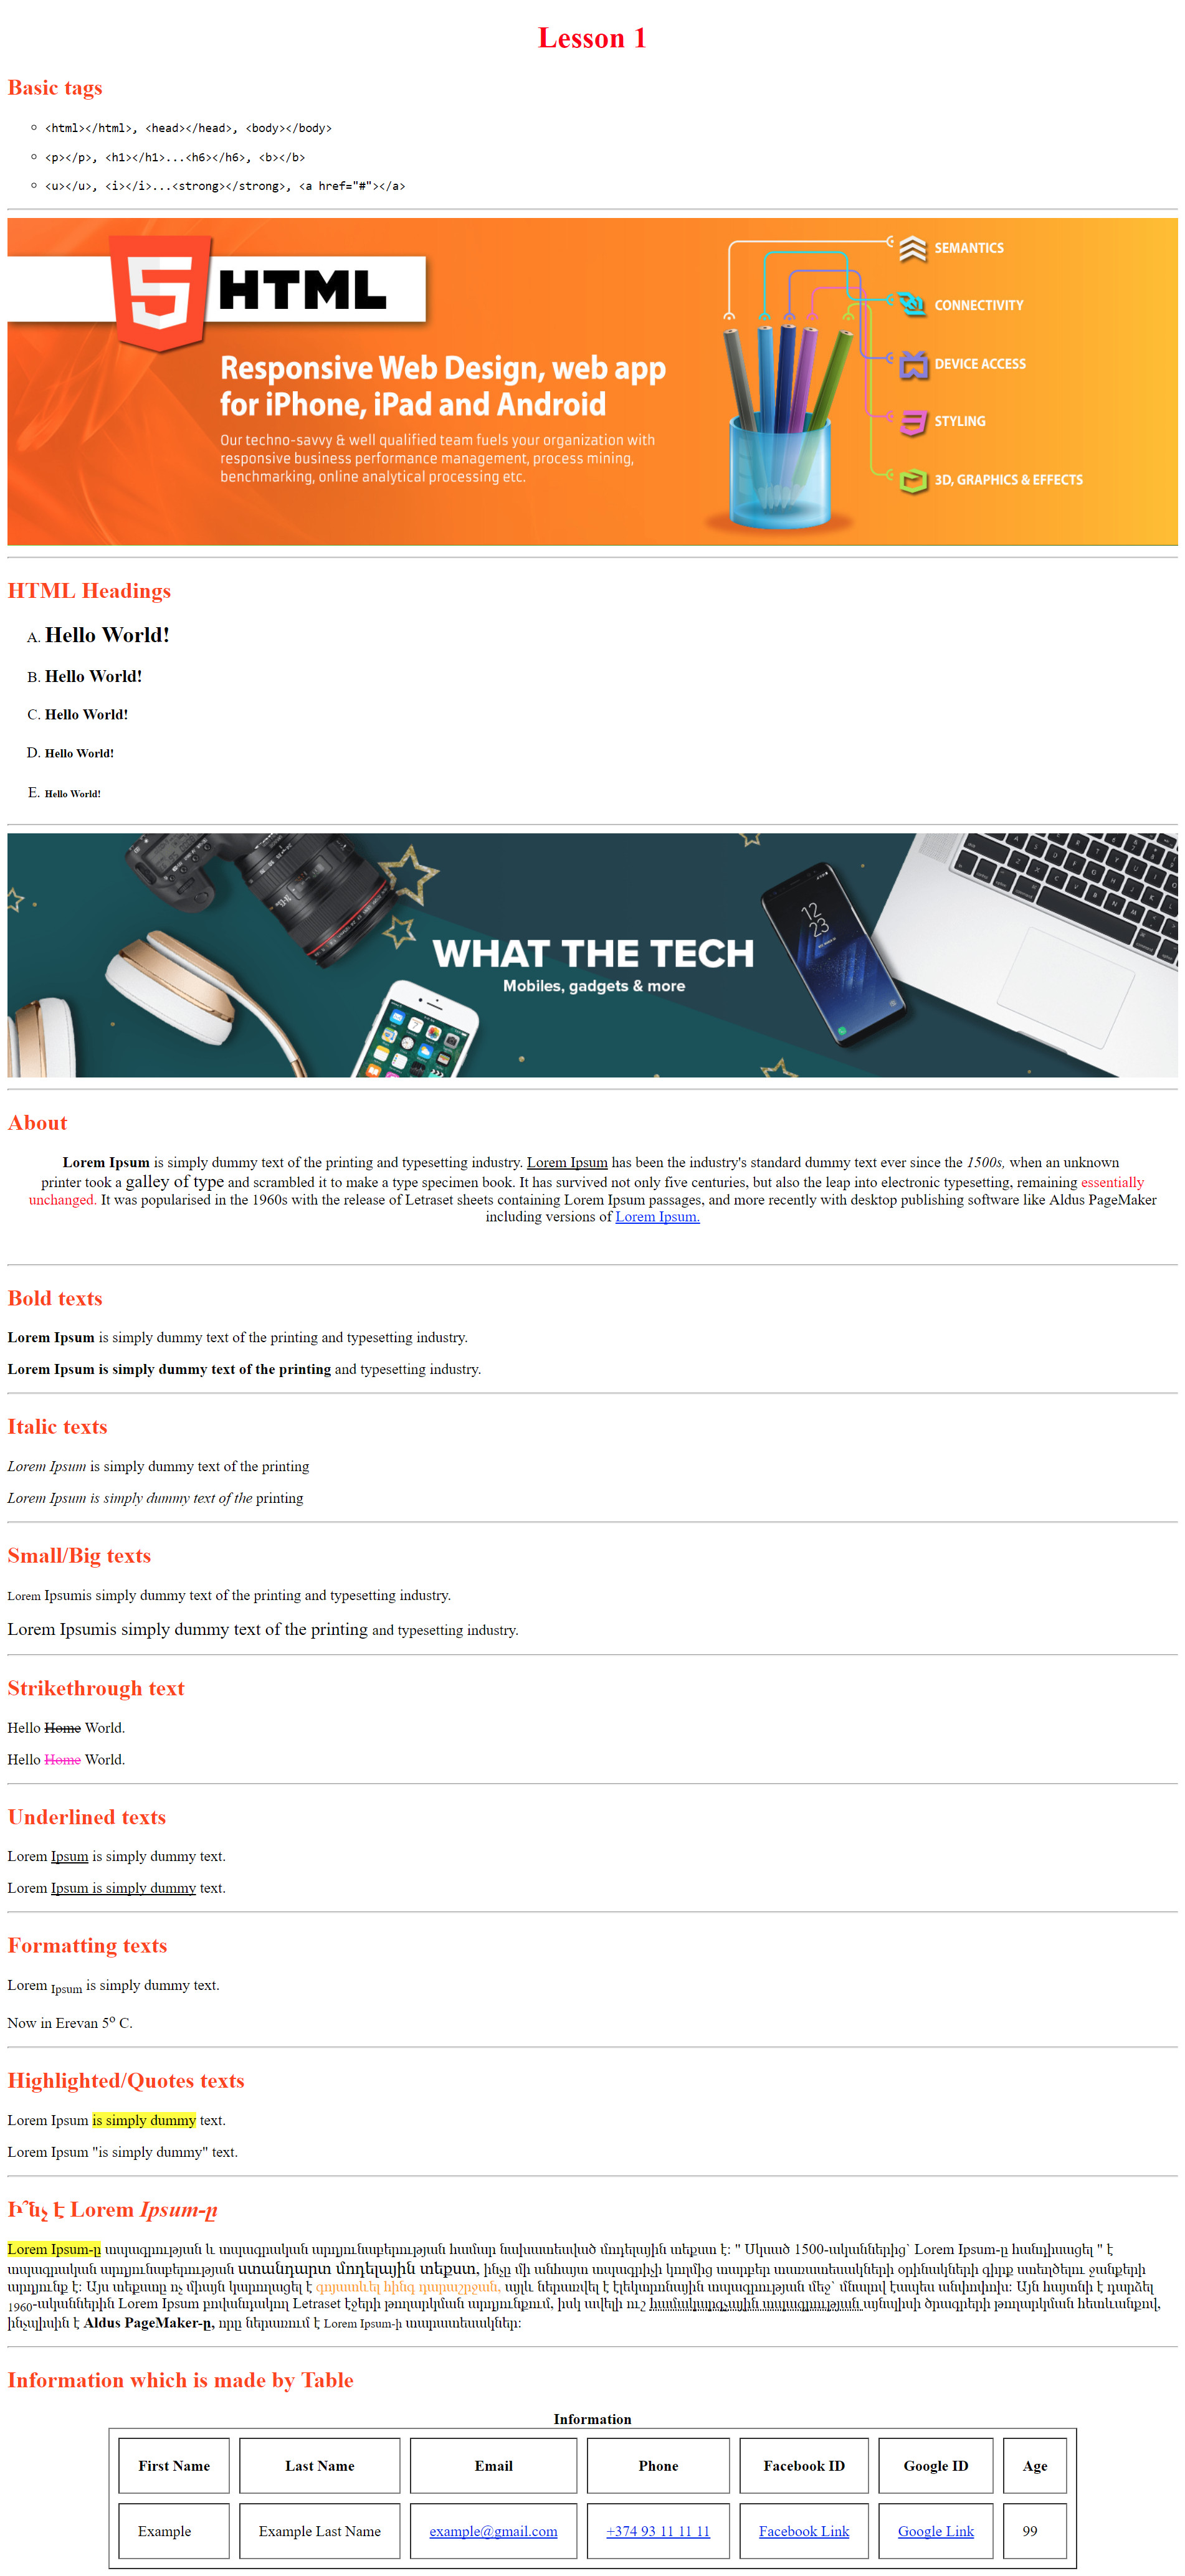 Lesson 1
Basic tags
<html></html>, <head></head>, <body></body>
<p></p>, <h1></h1>...<h6></h6>, <b></b>
<u></u>, <i></i>...<strong></strong>, <a href="#"></a>
5 HTML
Responsive Web Design, web app
for iPhone, iPad and Android
Our techno-savvy & well qualified team fuels your organization with
responsive business performance management, process mining,
benchmarking, online analytical processing etc.
SEMANTICS
CONNECTIVITY
DEVICE ACCESS
STYLING
3D, GRAPHICS & EFFECTS
HTML Headings
A. Hello World!
B. Hello World!
C. Hello World!
D. Hello World!
E. Hello World!
WHAT THE TECH
Mobiles, gadgets & more
12
23
About
Lorem Ipsum is simply dummy text of the printing and typesetting industry. Lorem Ipsum has been the industry's standard dummy text ever since the 1500s, when an unknown
printer took a galley of type and scrambled it to make a type specimen book. It has survived not only five centuries, but also the leap into electronic typesetting, remaining essentially
unchanged. It was popularised in the 1960s with the release of Letraset sheets containing Lorem Ipsum passages, and more recently with desktop publishing software like Aldus PageMaker
including versions of Lorem Ipsum.
Bold texts
Lorem Ipsum is simply dummy text of the printing and typesetting industry.
Lorem Ipsum is simply dummy text of the printing and typesetting industry.
Italic texts
Lorem Ipsum is simply dummy text of the printing
Lorem Ipsum is simply dummy text of the printing
Small/Big texts
Lorem Ipsumis simply dummy text of the printing and typesetting industry.
Lorem Ipsumis simply dummy text of the printing and typesetting industry.
Strikethrough text
Hello Home World.
Hello Home World.
Underlined texts
Lorem Ipsum is simply dummy text.
Lorem Ipsum is simply dummy text.
Formatting texts
Lorem Ipsum is simply dummy text.
Now in Erevan 5o C.
Highlighted/Quotes texts
Lorem Ipsum is simply dummy text.
Lorem Ipsum "is simply dummy" text.
Ի՞նչ է Lorem Ipsum-ը
Lorem Ipsum-ը տպագրության և տպագրական արդյունաբերության համար նախատեսված մոդելային տեքստ է: " Սկսած 1500-ականներից` Lorem Ipsum-ը հանդիսացել " է
տպագրական արդյունաբերության ստանդարտ մոդելային տեքստ, ինչը մի անհայտ տպագրիչի կողմից տարբեր տառատեսակների օրինակների գիրք ստեղծելու ջանքերի
արդյունք է: Այս տեքստը ոչ միայն կարողացել է գոյատևել հինգ դարաշրջան, այլև ներառվել է էլեկտրոնային տպագրության մեջ` մնալով էապես անփոփոխ: Այն հայտնի է դարձել
1960-ականներին Lorem Ipsum բովանդակող Letraset էջերի թողարկման արդյունքում, իսկ ավելի ուշ համակարգչային տպագրության այնպիսի ծրագրերի թողարկման հետևանքով,
ինչպիսին է Aldus PageMaker-ը, որը ներառում է Lorem Ipsum-ի տարատեսակներ:
Information which is made by Table
Information
First Name Last Name Email Phone Facebook ID Google ID Age
Example Example Last Name example@gmail.com +374 93 11 11 11 Facebook Link Google Link 99